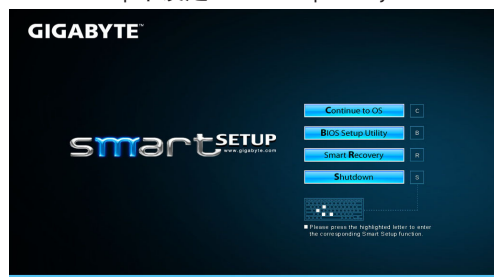 GIGABYTE™
Continue to OS C
BIOS Setup Utility B
smart SETUP
www.gigabyte.com
Smart Recovery R
Shutdown S
Please press the highlighted letter to enter
the corresponding Smart Setup function.